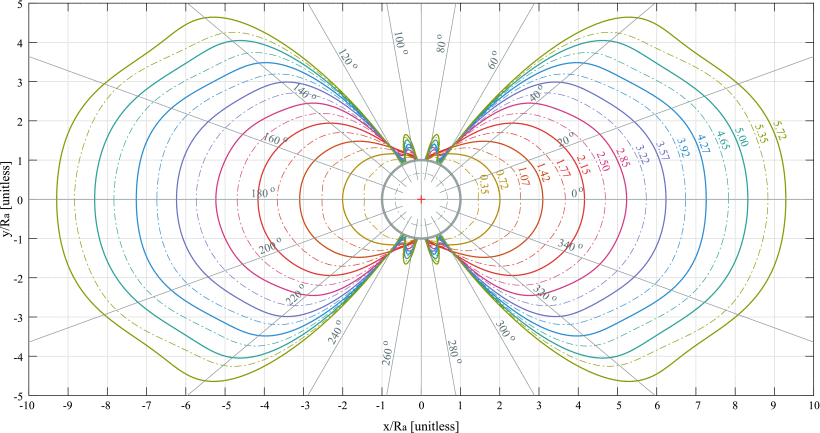 5
4
3
2
1
0
-1
-2
-3
-4
-5
y/Ra [unitless]
120 o
100 o
80 o
60 o
140 o
40 o
160 o
20 o
180 o
0 o
200 o
340 o
220 o
320 o
240 o
260 o
280 o
300 o
0.35
0.72
1.07
1.42
1.77
2.15
2.50
2.85
3.22
3.57
3.92
4.27
4.65
5.00
5.35
5.72
-10 -9 -8 -7 -6 -5 -4 -3 -2 -1 0 1 2 3 4 5 6 7 8 9 10
x/Ra [unitless]